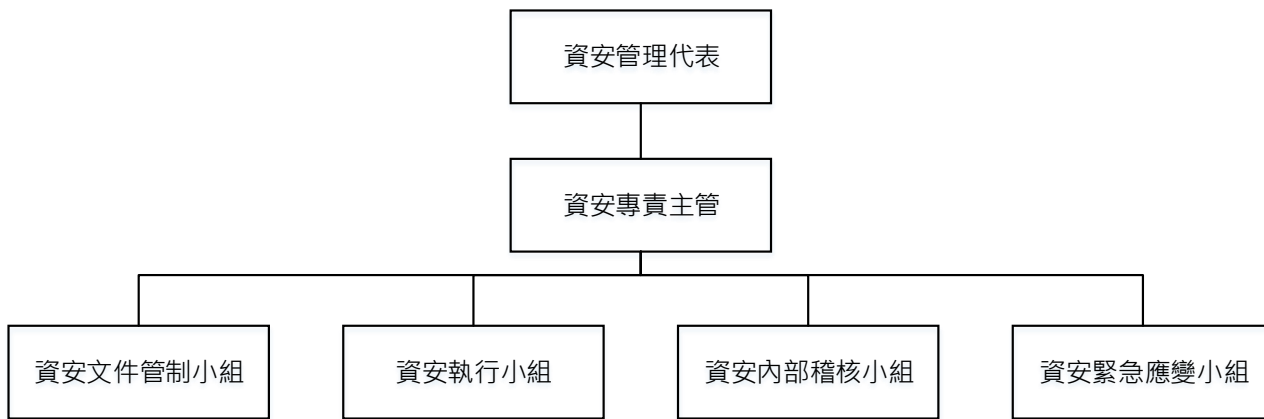 資安管理代表
資安專責主管
資安文件管制小組
資安執行小組
資安內部稽核小組
資安緊急應變小組